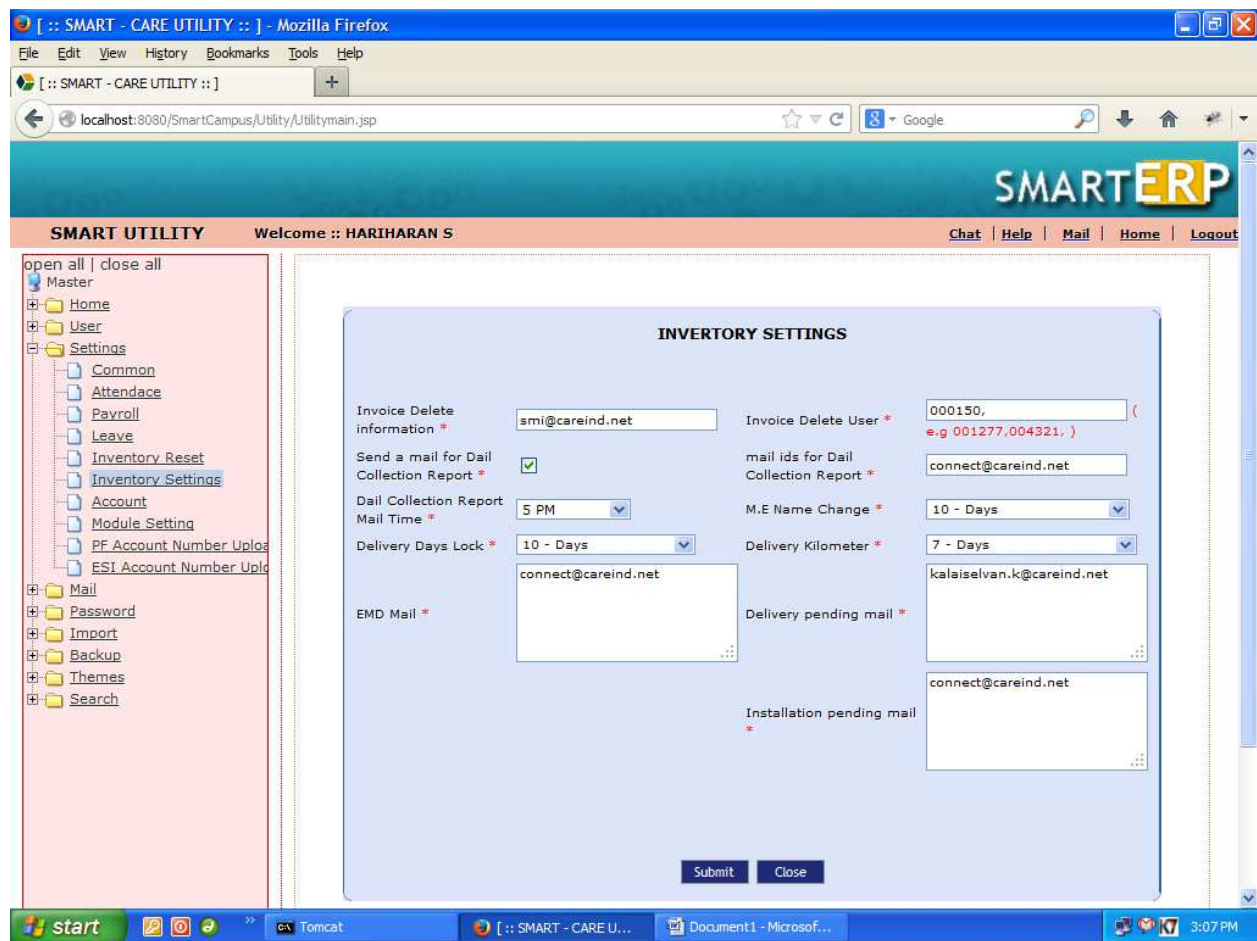 [ :: SMART - CARE UTILITY :: ] - Mozilla Firefox
File Edit View History Bookmarks Tools Help
[ :: SMART - CARE UTILITY :: ]
localhost:8080/SmartCampus/Utility/Utilitymain.jsp
Google
SMARTERP
SMART UTILITY Welcome :: HARIHARAN S Chat | Help | Mail | Home | Logout
open all | close all
Master
Home
User
Settings
Common
Attendace
Payroll
Leave
Inventory Reset
Inventory Settings
Account
Module Setting
PF Account Number Uploa
ESI Account Number Uplo
Mail
Password
Import
Backup
Themes
Search
INVERTORY SETTINGS
Invoice Delete
information *
smi@careind.net
Invoice Delete User *
000150,
(
e.g 001277,004321, )
Send a mail for Dail
Collection Report *
mail ids for Dail
Collection Report *
connect@careind.net
Dail Collection Report
Mail Time *
5 PM
M.E Name Change *
10 - Days
Delivery Days Lock *
10 - Days
Delivery Kilometer *
7 - Days
EMD Mail *
connect@careind.net
Delivery pending mail *
kalaiselvan.k@careind.net
Installation pending mail
*
connect@careind.net
Submit Close
start
Tomcat
[ :: SMART - CARE U...
Document1 - Microsof...
3:07 PM